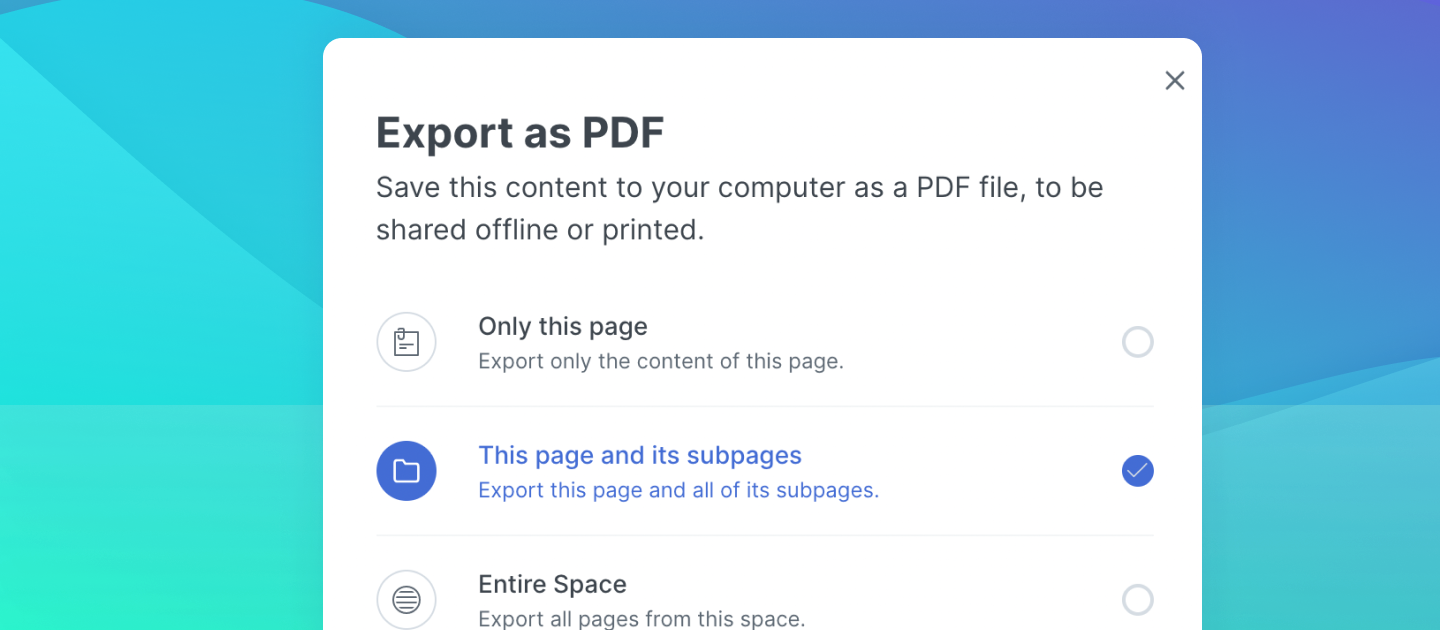 Export as PDF
Save this content to your computer as a PDF file, to be
shared offline or printed.
Only this page
Export only the content of this page.
This page and its subpages
Export this page and all of its subpages.
Entire Space
Export all pages from this space.